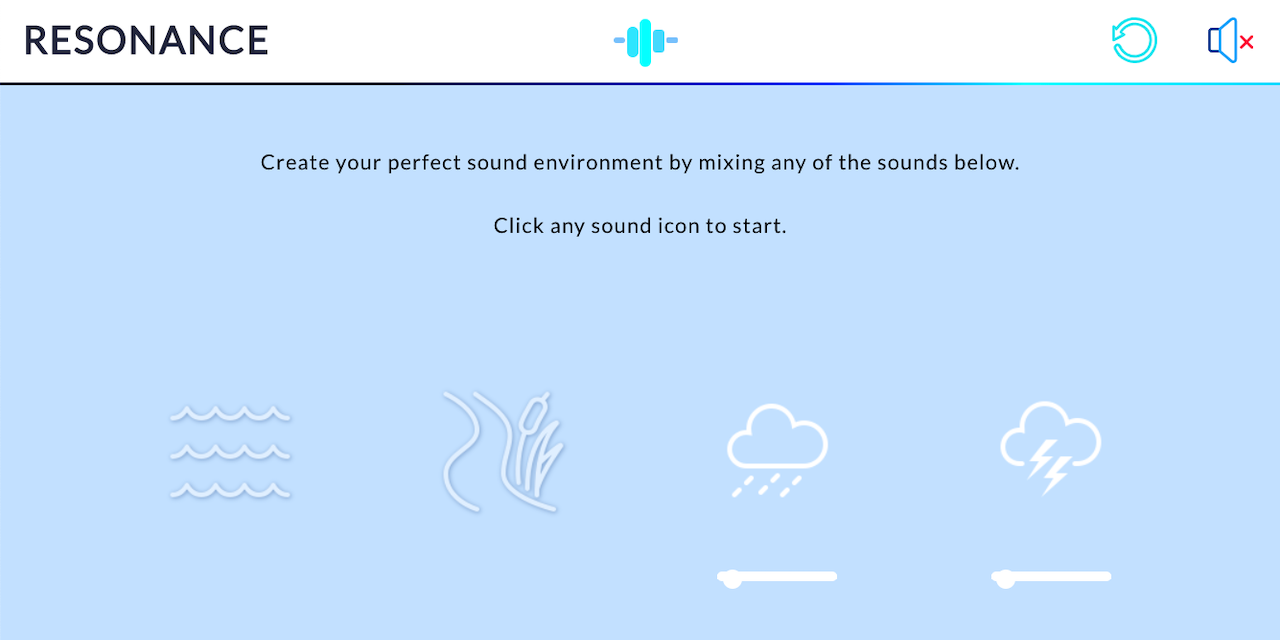 RESONANCE
Create your perfect sound environment by mixing any of the sounds below.
Click any sound icon to start.